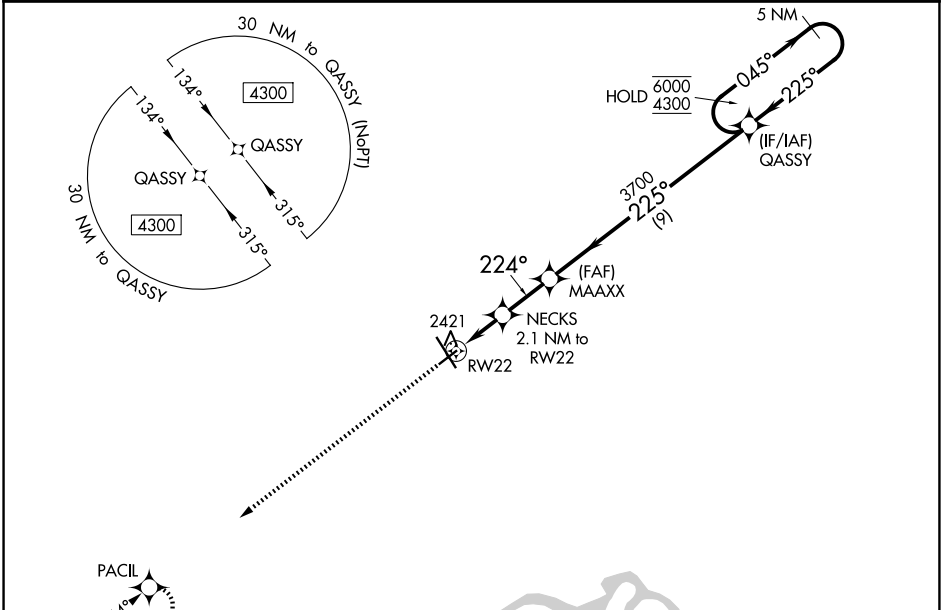 30 NM to QASSY (NoPT)
134°
4300
QASSY
315°
134°
QASSY
4300
315°
30 NM to QASSY
5 NM
045°
225°
HOLD 6000
4300
(IF/IAF)
QASSY
3700
225°
(9)
224°
(FAF)
MAAXX
NECKS
2.1 NM to
RW22
2421
RW22
PACIL